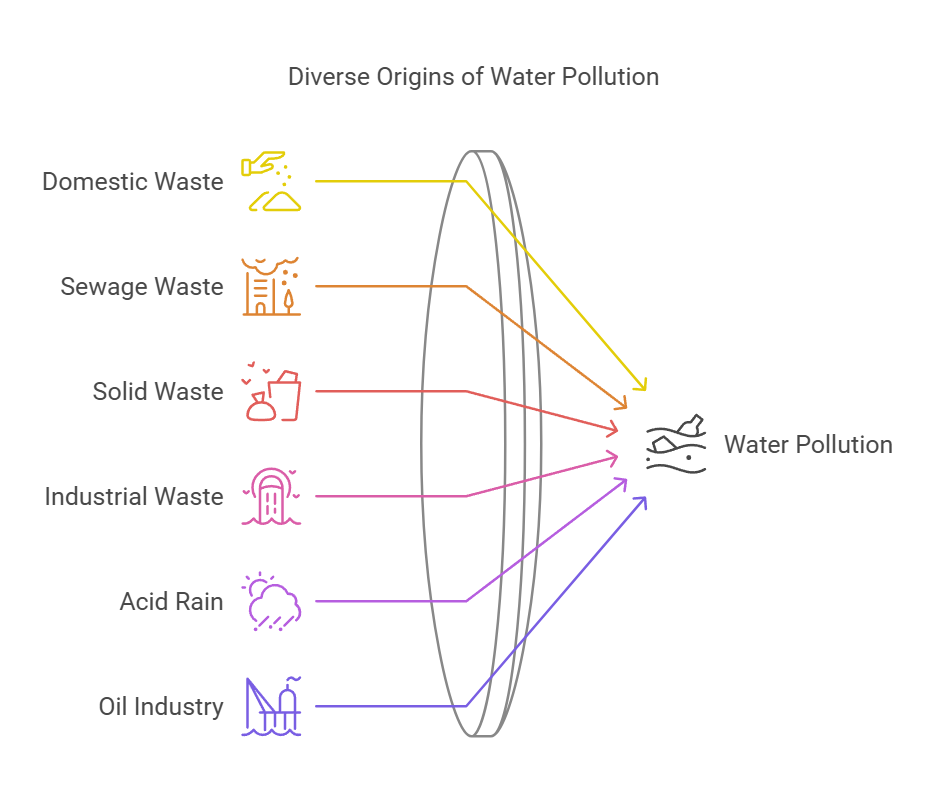 Diverse Origins of Water Pollution
Domestic Waste
Sewage Waste
Solid Waste
Industrial Waste
Acid Rain
Oil Industry
Water Pollution